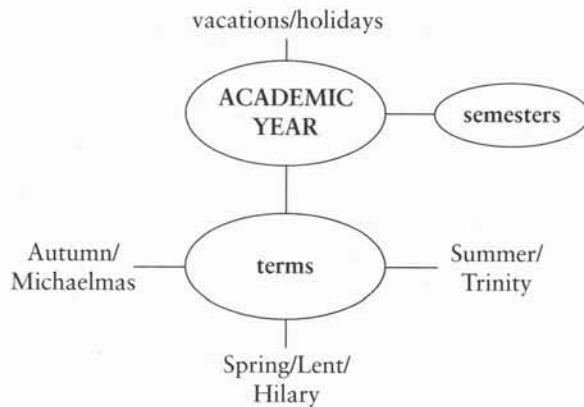 vacations/holidays
ACADEMIC
YEAR
semesters
terms
Autumn/
Michaelmas
Summer/
Trinity
Spring/Lent/
Hilary